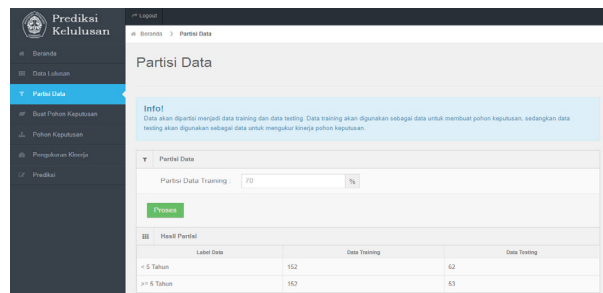 Prediksi
Kelulusan
Logout
Beranda > Partisi Data
Beranda
Data Lulusan
Partisi Data
Buat Pohon Keputusan
Pohon Keputusan
Pengukuran Kinerja
Prediksi
Partisi Data
Info!
Data akan dipartisi menjadi data training dan data testing. Data training akan digunakan sebagai data untuk membuat pohon keputusan, sedangkan data
testing akan digunakan sebagai data untuk mengukur kinerja pohon keputusan.
Partisi Data
Partisi Data Training : 70 %
Proses
Hasil Partisi
Label Data Data Training Data Testing
< 5 Tahun 152 62
>= 5 Tahun 152 53